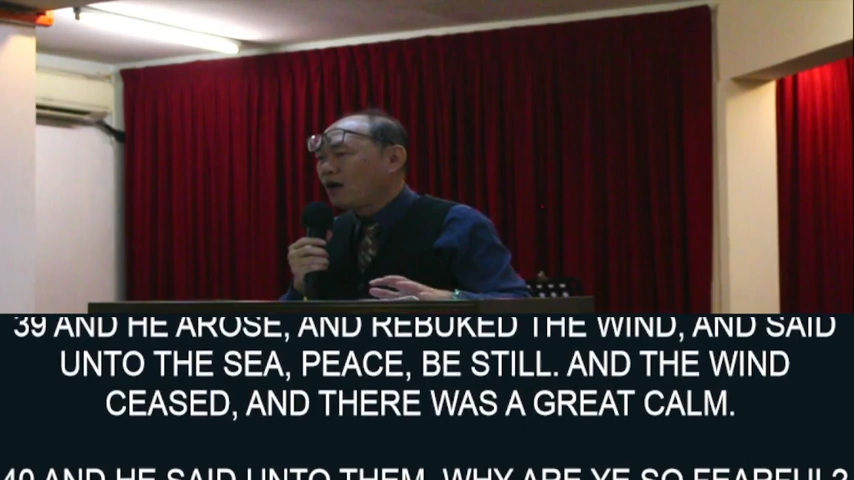 39 AND HE AROSE, AND REBUKED THE WIND, AND SAID
UNTO THE SEA, PEACE, BE STILL. AND THE WIND
CEASED, AND THERE WAS A GREAT CALM.
40 AND HE SAID UNTO THEM, WHY ARE YE SO FEARFUL?